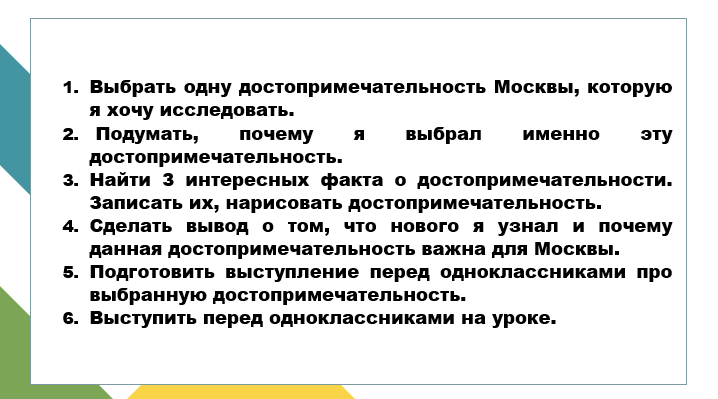 1. Выбрать одну достопримечательность Москвы, которую
я хочу исследовать.
2. Подумать, почему я выбрал именно эту
достопримечательность.
3. Найти 3 интересных факта о достопримечательности.
Записать их, нарисовать достопримечательность.
4. Сделать вывод о том, что нового я узнал и почему
данная достопримечательность важна для Москвы.
5. Подготовить выступление перед одноклассниками про
выбранную достопримечательность.
6. Выступить перед одноклассниками на уроке.